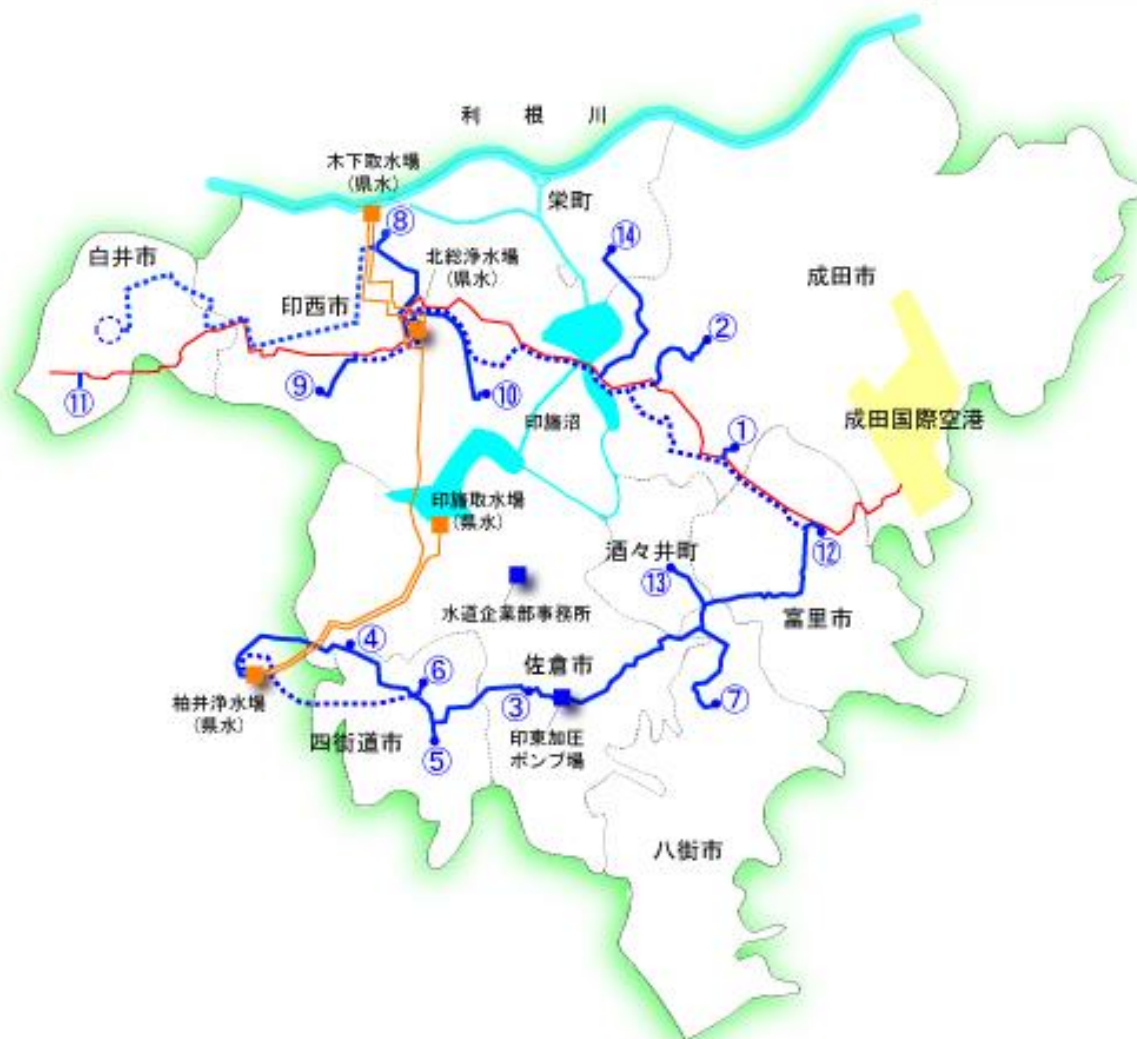 利根川
木下取水場
(県水)
栄町
⑧
⑭
白井市
北総浄水場
(県水)
成田市
印西市
②
⑪
⑨
⑩
印旛沼
①
成田国際空港
印旛取水場
(県水)
⑫
酒々井町
⑬
水道企業部事務所
富里市
④
⑥
佐倉市
柏井浄水場
(県水)
③
⑦
四街道市
⑤
印東加圧
ポンプ場
八街市